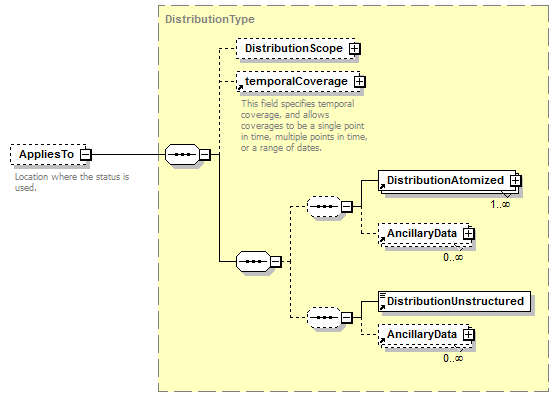 DistributionType
DistributionScope
temporalCoverage
This field specifies temporal
coverage, and allows
coverages to be a single point
in time, multiple points in time,
or a range of dates.
AppliesTo
Location where the status is
used.
DistributionAtomized
1..∞
AncillaryData
0..∞
DistributionUnstructured
AncillaryData
0..∞